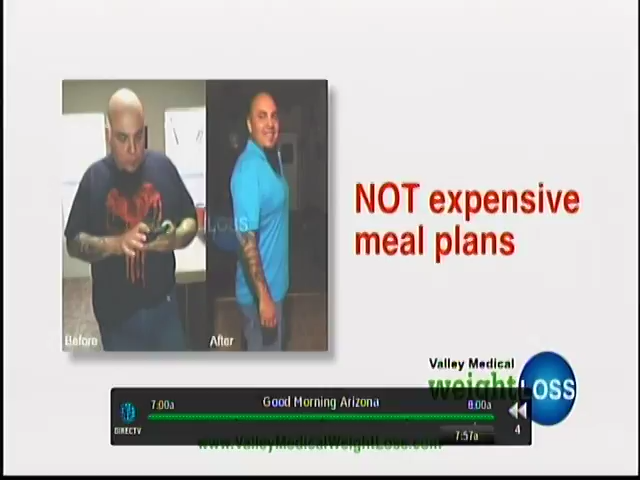 NOT expensive
meal plans
Before
After
LOSS
Valley Medical
weightLOSS
7:00a
Good Morning Arizona
8:00a
DIRECTV
7:57a
4
www.ValleyMedicalWeightLoss.com